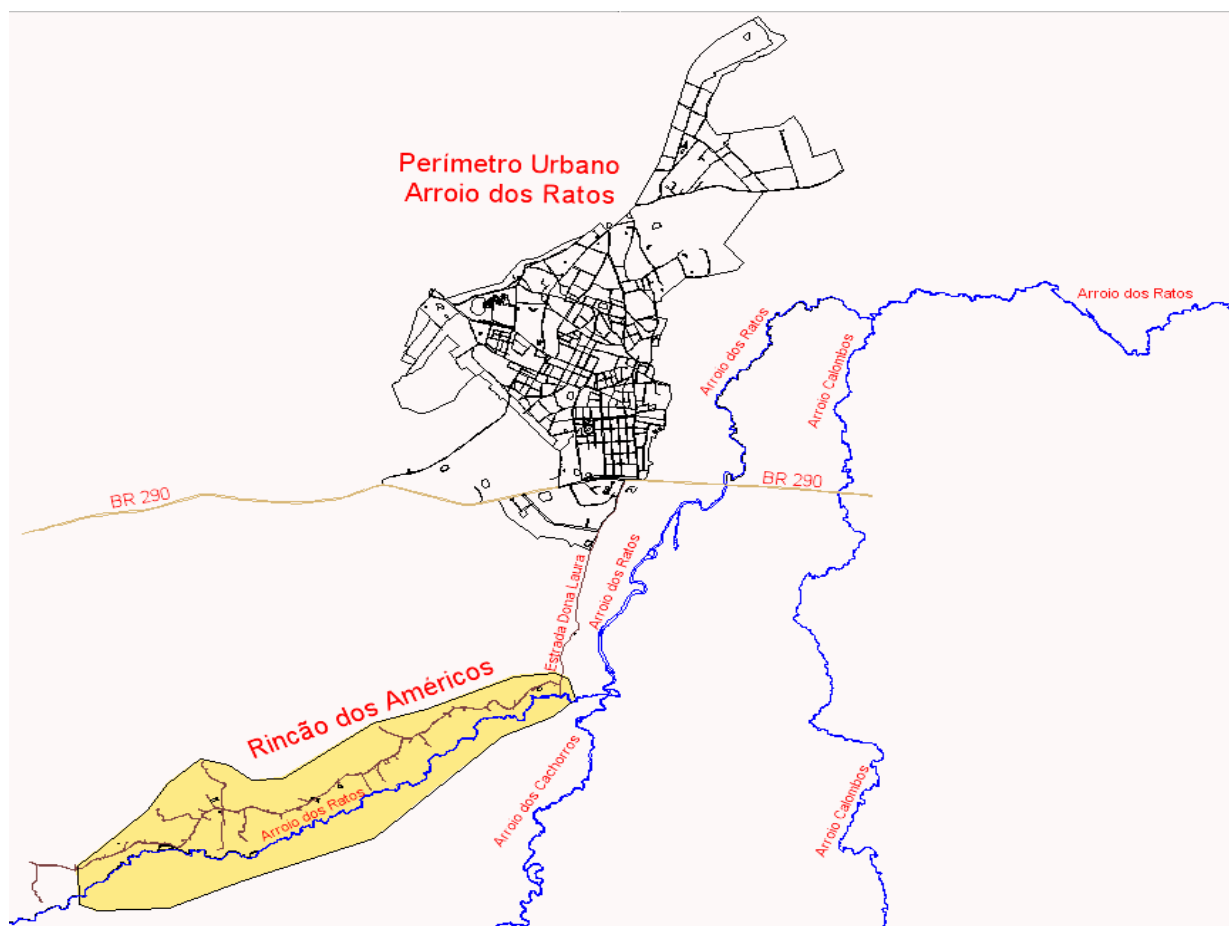 Perímetro Urbano
Arroio dos Ratos
Arroio dos Ratos
Arroio dos Ratos
Arroio Calombos
BR 290
BR 290
Estrada Dona Laura
Arroio dos Ratos
Rincão dos Américos
Arroio dos Ratos
Arroio dos Cachorros
Arroio Calombos